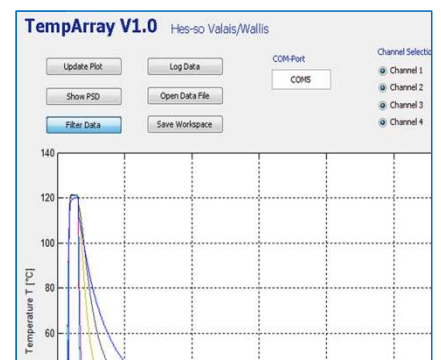 TempArray V1.0 Hes-so Valais/Wallis
Update Plot
Log Data
COM-Port
Channel Selectio
COM5
Channel 1
Show PSD
Open Data File
Channel 2
Channel 3
Filter Data
Save Workspace
Channel 4
140
120
100
80
60
Temperature T [°C]